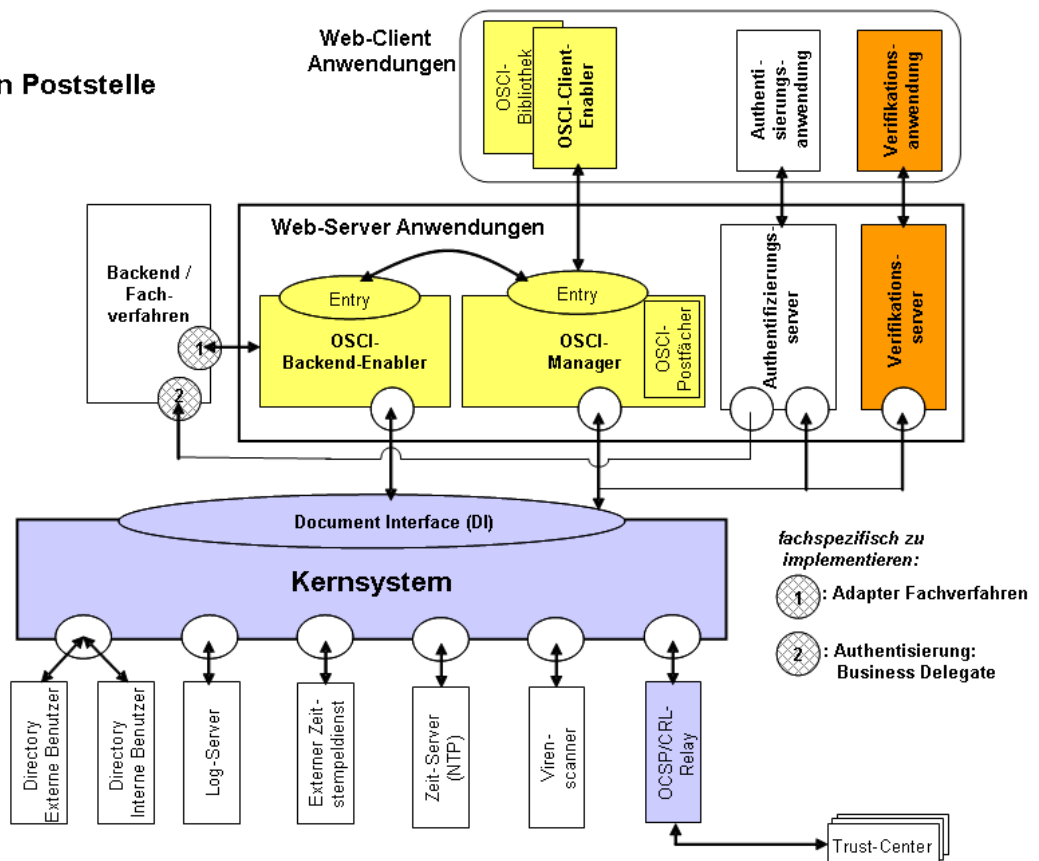 n Poststelle
Web-Client
Anwendungen
OSCI-
Bibliothek
OSCI-Client-
Enabler
Authenti-
sierungs-
anwendung
Verifikations-
anwendung
Web-Server Anwendungen
Backend /
Fach-
verfahren
1
2
Entry
OSCI-
Backend-Enabler
Entry
OSCI-
Manager
OSCI-
Postfächer
Authentifizierungs-
server
Verifikations-
server
Document Interface (DI)
Kernsystem
fachspezifisch zu
implementieren:
1
: Adapter Fachverfahren
2
: Authentisierung:
Business Delegate
Directory
Externe Benutzer
Directory
Interne Benutzer
Log-Server
Externer Zeit-
stempeldienst
Zeit-Server
(NTP)
Viren-
scanner
OCSP/CRL-
Relay
Trust-Center